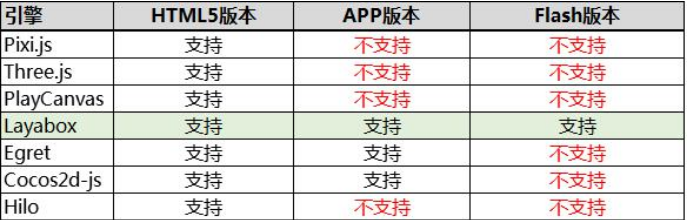 引擎 HTML5版本 APP版本 Flash版本
Pixi.js 支持 不支持 不支持
Three.js 支持 不支持 不支持
PlayCanvas 支持 不支持 不支持
Layabox 支持 支持 支持
Egret 支持 支持 不支持
Cocos2d-js 支持 支持 不支持
Hilo 支持 不支持 不支持